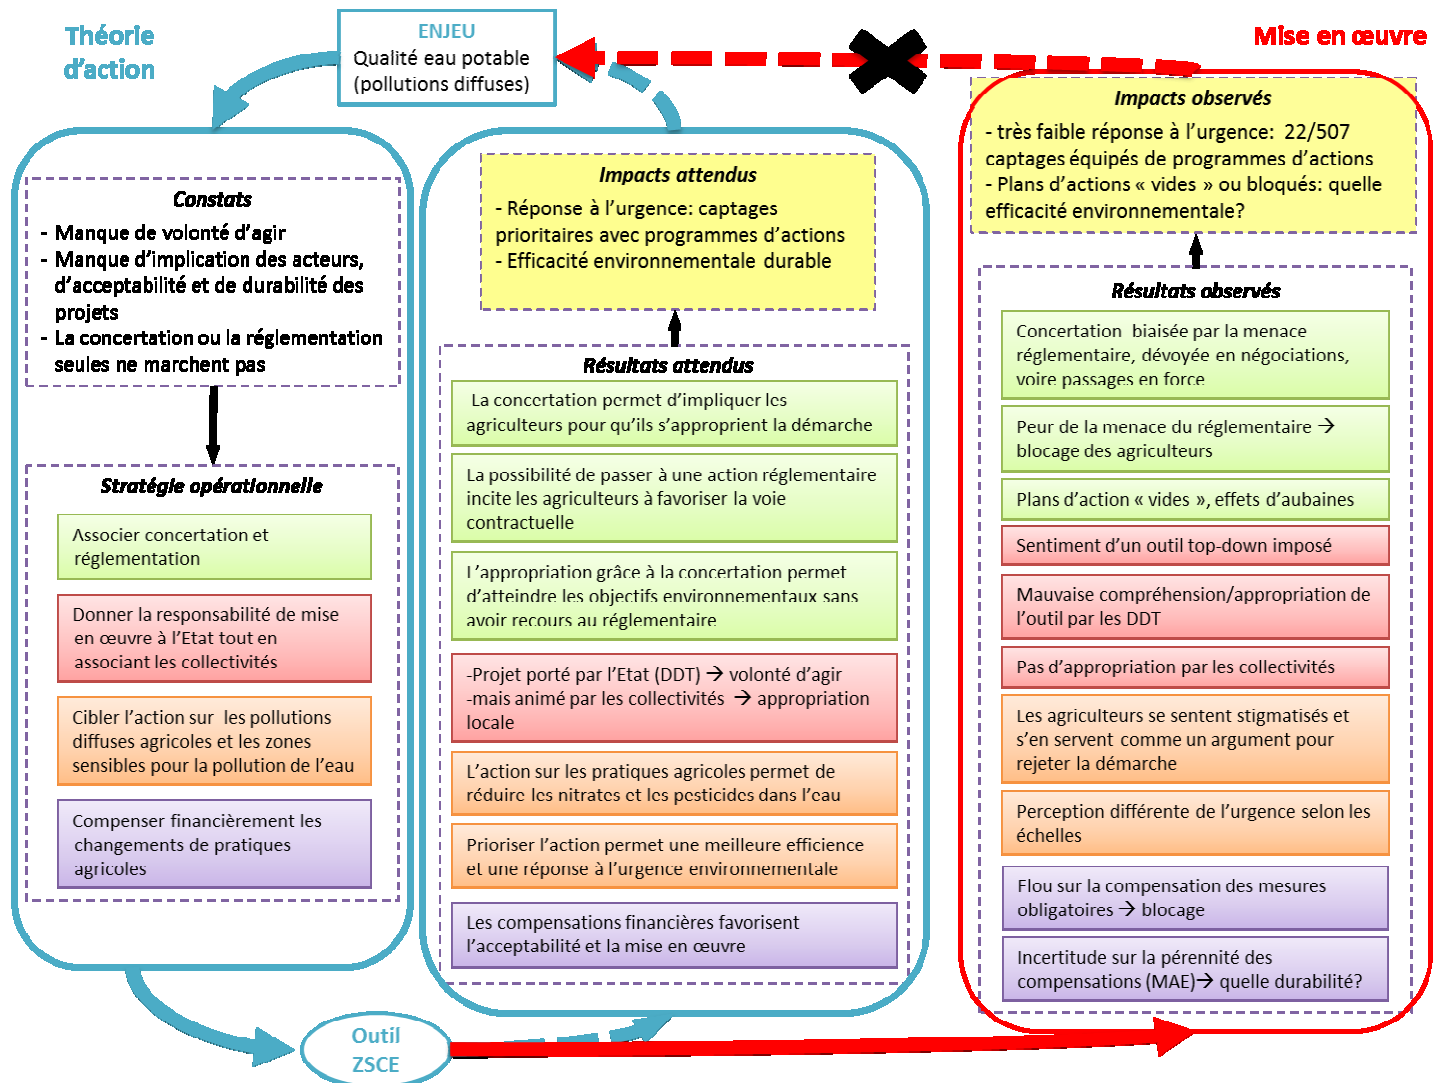 Théorie
d'action
ENJEU
Qualité eau potable
(pollutions diffuses)
Mise en œuvre
Constats
- Manque de volonté d'agir
- Manque d'implication des acteurs,
d'acceptabilité et de durabilité des
projets
- La concertation ou la réglementation
seules ne marchent pas
Stratégie opérationnelle
Associer concertation et
réglementation
Donner la responsabilité de mise
en œuvre à l'Etat tout en
associant les collectivités
Cibler l'action sur les pollutions
diffuses agricoles et les zones
sensibles pour la pollution de l'eau
Compenser financièrement les
changements de pratiques
agricoles
Outil
ZSCE
Impacts attendus
- Réponse à l'urgence: captages
prioritaires avec programmes d'actions
- Efficacité environnementale durable
Résultats attendus
La concertation permet d'impliquer les
agriculteurs pour qu'ils s'approprient la démarche
La possibilité de passer à une action réglementaire
incite les agriculteurs à favoriser la voie
contractuelle
L'appropriation grâce à la concertation permet
d'atteindre les objectifs environnementaux sans
avoir recours au réglementaire
-Projet porté par l'Etat (DDT) → volonté d'agir
-mais animé par les collectivités → appropriation
locale
L'action sur les pratiques agricoles permet de
réduire les nitrates et les pesticides dans l'eau
Prioriser l'action permet une meilleure efficience
et une réponse à l'urgence environnementale
Les compensations financières favorisent
l'acceptabilité et la mise en œuvre
Impacts observés
- très faible réponse à l'urgence: 22/507
captages équipés de programmes d'actions
- Plans d'actions « vides » ou bloqués: quelle
efficacité environnementale?
Résultats observés
Concertation biaisée par la menace
réglementaire, dévoyée en négociations,
voire passages en force
Peur de la menace du réglementaire →
blocage des agriculteurs
Plans d'action « vides », effets d'aubaines
Sentiment d'un outil top-down imposé
Mauvaise compréhension/appropriation de
l'outil par les DDT
Pas d'appropriation par les collectivités
Les agriculteurs se sentent stigmatisés et
s'en servent comme un argument pour
rejeter la démarche
Perception différente de l'urgence selon les
échelles
Flou sur la compensation des mesures
obligatoires → blocage
Incertitude sur la pérennité des
compensations (MAE)→ quelle durabilité?